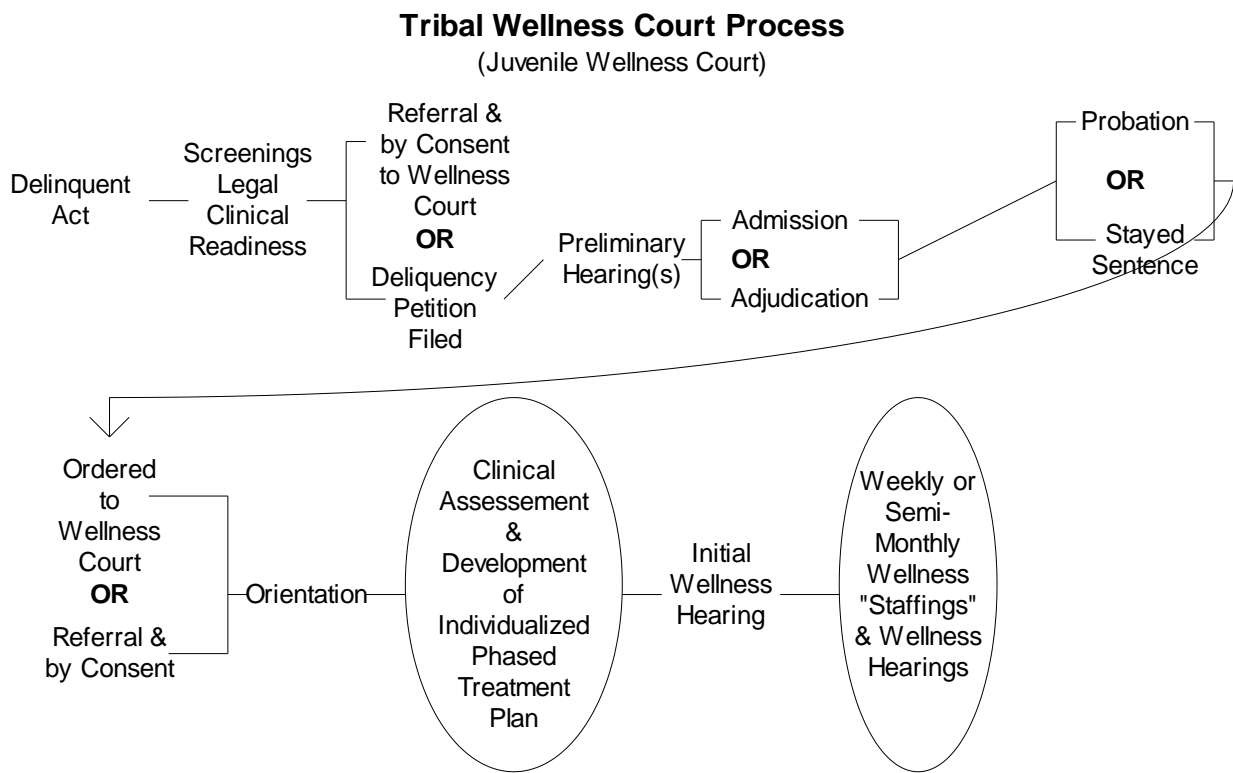 Tribal Wellness Court Process
(Juvenile Wellness Court)
Delinquent
Act
Screenings
Legal
Clinical
Readiness
Referral &
by Consent
to Wellness
Court
OR
Deliquency
Petition
Filed
Preliminary
Hearing(s)
Admission
OR
Adjudication
Probation
OR
Stayed
Sentence
Ordered
to
Wellness
Court
OR
Referral &
by Consent
Orientation
Clinical
Assessement
&
Development
of
Individualized
Phased
Treatment
Plan
Initial
Wellness
Hearing
Weekly or
Semi-
Monthly
Wellness
"Staffings"
& Wellness
Hearings